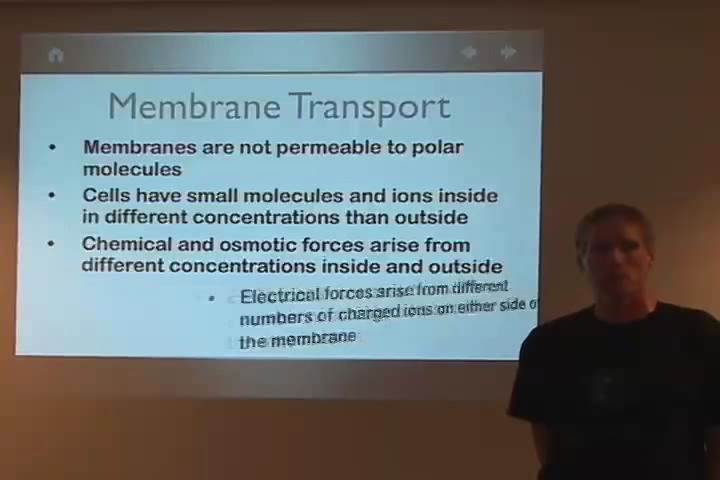 Membrane Transport
• Membranes are not permeable to polar
molecules
• Cells have small molecules and ions inside
in different concentrations than outside
• Chemical and osmotic forces arise from
different concentrations inside and outside
• Electrical forces arise from different
numbers of charged ions on either side of
the membrane